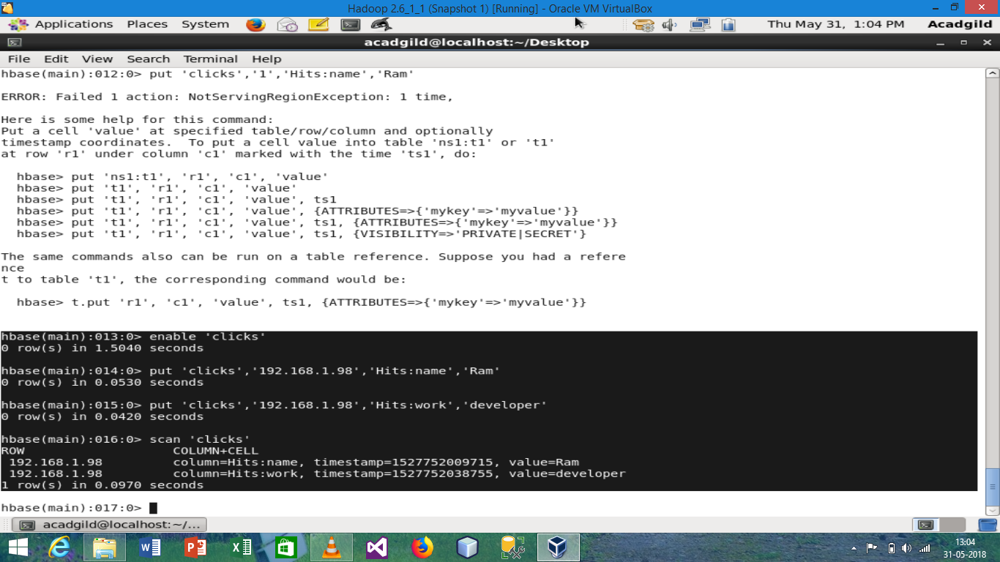 Hadoop 2.6_1_1 (Snapshot 1) [Running] - Oracle VM VirtualBox
Applications Places System Thu May 31, 1:04 PM Acadgild
acadgild@localhost:~/Desktop
File Edit View Search Terminal Help
hbase(main):012:0> put 'clicks','1','Hits:name','Ram'
ERROR: Failed 1 action: NotServingRegionException: 1 time,
Here is some help for this command:
Put a cell 'value' at specified table/row/column and optionally
timestamp coordinates.  To put a cell value into table 'ns1:t1' or 't1'
at row 'r1' under column 'c1' marked with the time 'ts1', do:
  hbase> put 'ns1:t1', 'r1', 'c1', 'value'
  hbase> put 't1', 'r1', 'c1', 'value'
  hbase> put 't1', 'r1', 'c1', 'value', ts1
  hbase> put 't1', 'r1', 'c1', 'value', {ATTRIBUTES=>{'mykey'=>'myvalue'}}
  hbase> put 't1', 'r1', 'c1', 'value', ts1, {ATTRIBUTES=>{'mykey'=>'myvalue'}}
  hbase> put 't1', 'r1', 'c1', 'value', ts1, {VISIBILITY=>'PRIVATE|SECRET'}
The same commands also can be run on a table reference. Suppose you had a refere
nce
t to table 't1', the corresponding command would be:
  hbase> t.put 'r1', 'c1', 'value', ts1, {ATTRIBUTES=>{'mykey'=>'myvalue'}}
hbase(main):013:0> enable 'clicks'
0 row(s) in 1.5040 seconds
hbase(main):014:0> put 'clicks','192.168.1.98','Hits:name','Ram'
0 row(s) in 0.0530 seconds
hbase(main):015:0> put 'clicks','192.168.1.98','Hits:work','developer'
0 row(s) in 0.0420 seconds
hbase(main):016:0> scan 'clicks'
ROW                   COLUMN+CELL
 192.168.1.98         column=Hits:name, timestamp=1527752009715, value=Ram
 192.168.1.98         column=Hits:work, timestamp=1527752038755, value=developer
1 row(s) in 0.0970 seconds
hbase(main):017:0>
acadgild@localhost:~/...
13:04
31-05-2018